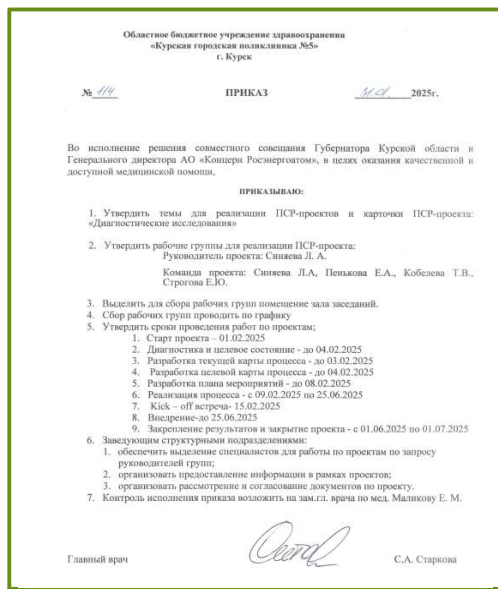 Областное бюджетное учреждение здравоохранения
«Курская городская поликлиника №5»
г. Курск
№ 114 ПРИКАЗ 31.01. 2025г.
Во исполнение решения совместного совещания Губернатора Курской области и
Генерального директора АО «Концерн Росэнергоатом», в целях оказания качественной и
доступной медицинской помощи,
ПРИКАЗЫВАЮ:
1. Утвердить темы для реализации ПСР-проектов и карточки ПСР-проекта:
«Диагностические исследования»
2. Утвердить рабочие группы для реализации ПСР-проекта:
Руководитель проекта: Синяева Л. А.
Команда проекта: Синяева Л.А, Пенькова Е.А., Кобелева Т.В.,
Строгова Е.Ю.
3. Выделить для сбора рабочих групп помещение зала заседаний.
4. Сбор рабочих групп проводить по графику
5. Утвердить сроки проведения работ по проектам;
1. Старт проекта – 01.02.2025
2. Диагностика и целевое состояние - до 04.02.2025
3. Разработка текущей карты процесса - до 03.02.2025
4. Разработка целевой карты процесса - до 04.02.2025
5. Разработка плана мероприятий - до 08.02.2025
6. Реализация процесса - с 09.02.2025 по 25.06.2025
7. Kick – off встреча- 15.02.2025
8. Внедрение-до 25.06.2025
9. Закрепление результатов и закрытие проекта - с 01.06.2025 по 01.07.2025
6. Заведующим структурными подразделениями:
1. обеспечить выделение специалистов для работы по проектам по запросу
руководителей групп;
2. организовать предоставление информации в рамках проектов;
3. организовать рассмотрение и согласование документов по проекту.
7. Контроль исполнения приказа возложить на зам.гл. врача по мед. Маликову Е. М.
Главный врач С.А. Старкова